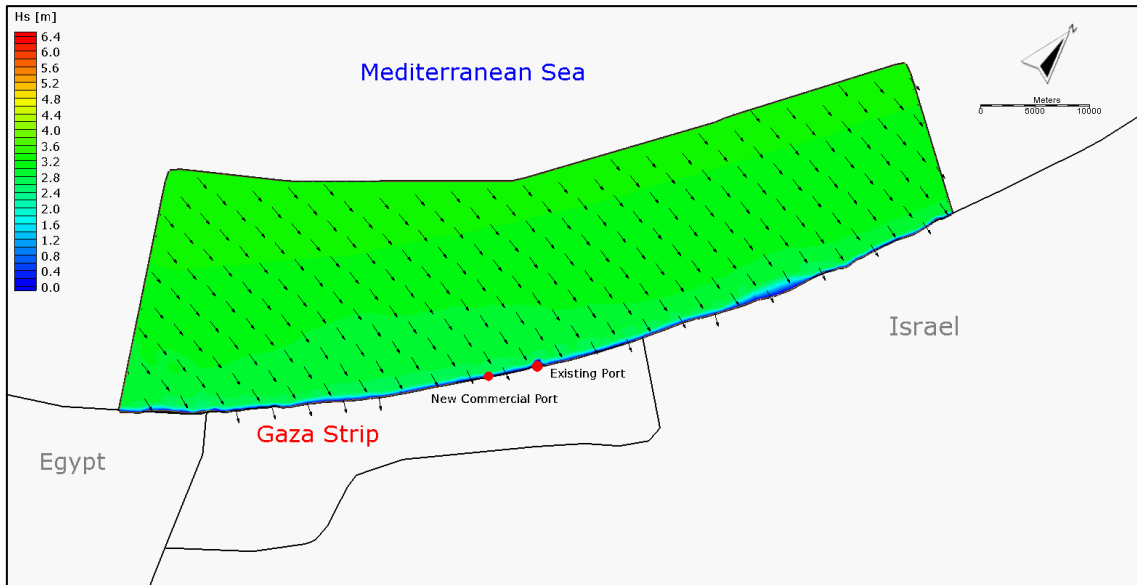 Hs [m]
6.4
6.0
5.6
5.2
4.8
4.4
4.0
3.6
3.2
2.8
2.4
2.0
1.6
1.2
0.8
0.4
0.0
Mediterranean Sea
N
Meters
0 5000 10000
Israel
Existing Port
New Commercial Port
Gaza Strip
Egypt